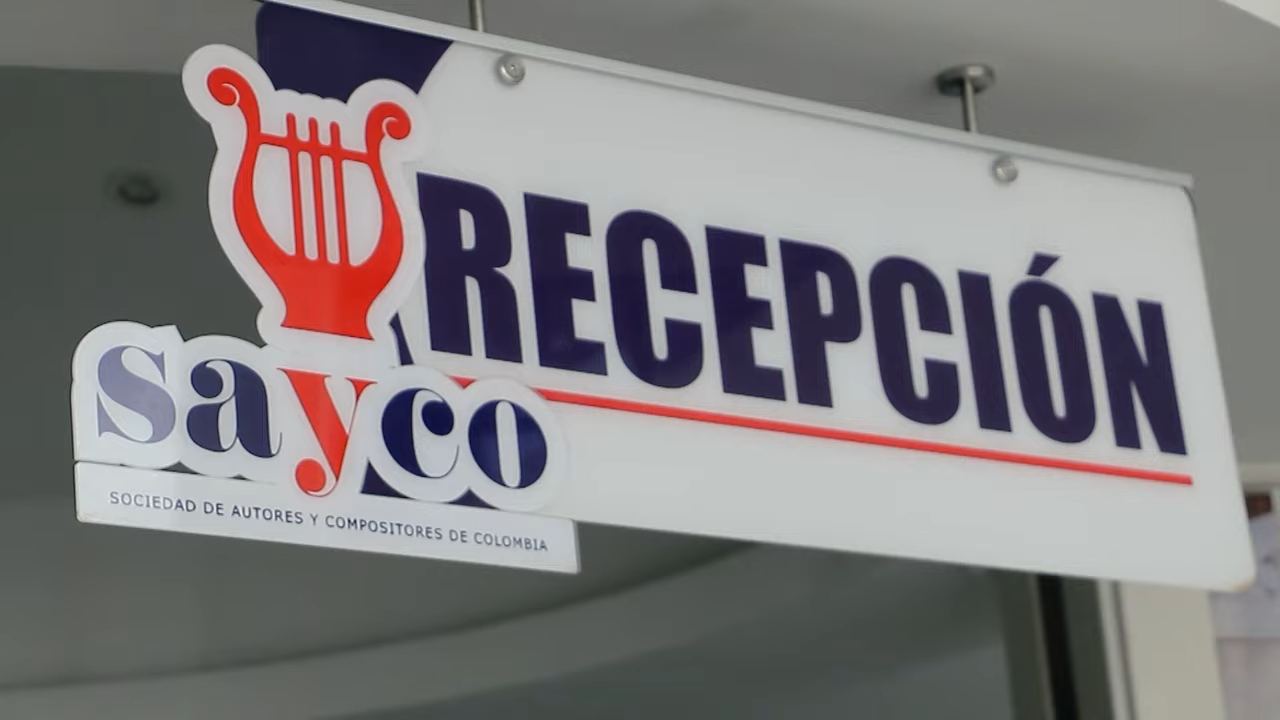 RECEPCIÓN
sayco
SOCIEDAD DE AUTORES Y COMPOSITORES DE COLOMBIA